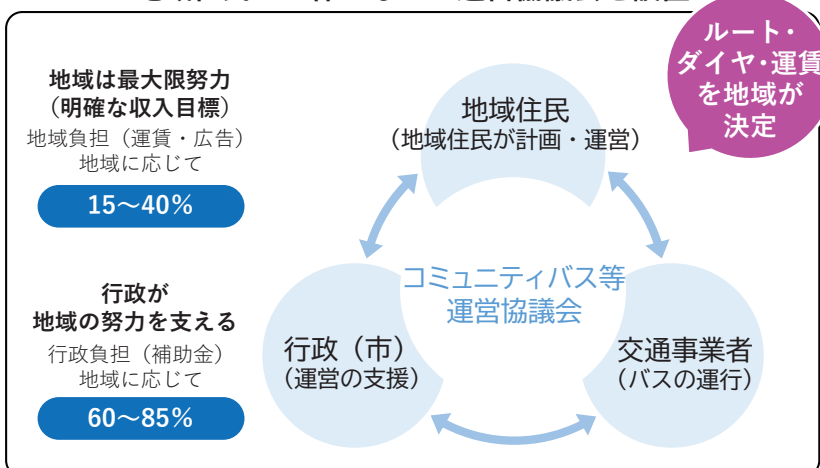 ルート・
ダイヤ・運賃
を地域が
決定
地域は最大限努力
（明確な収入目標）
地域負担（運賃・広告）
地域に応じて
15～40%
行政が
地域の努力を支える
行政負担（補助金）
地域に応じて
60～85%
地域住民
（地域住民が計画・運営）
コミュニティバス等
運営協議会
行政（市）
（運営の支援）
交通事業者
（バスの運行）